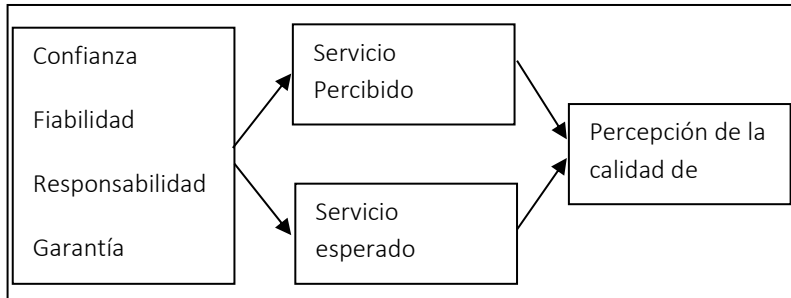 Confianza
Fiabilidad
Responsabilidad
Garantía
Servicio
Percibido
Servicio
esperado
Percepción de la
calidad de